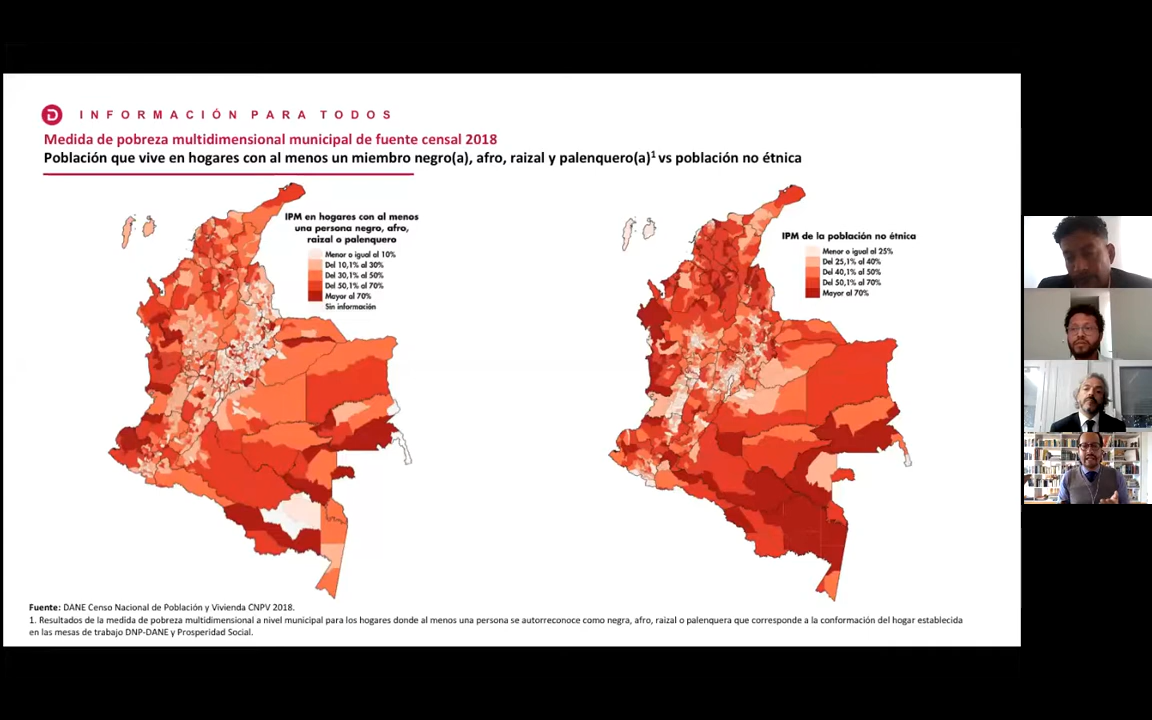 INFORMACIÓN PARA TODOS
Medida de pobreza multidimensional municipal de fuente censal 2018
Población que vive en hogares con al menos un miembro negro(a), afro, raizal y palenquero(a)¹ vs población no étnica
IPM en hogares con al menos
una persona negro, afro,
raizal o palenquero
Menor o igual al 10%
Del 10,1% al 30%
Del 30,1% al 50%
Del 50,1% al 70%
Mayor al 70%
Sin información
IPM de la población no étnica
Menor o igual al 25%
Del 25,1% al 40%
Del 40,1% al 50%
Del 50,1% al 70%
Mayor al 70%
Fuente: DANE Censo Nacional de Población y Vivienda CNPV 2018.
1. Resultados de la medida de pobreza multidimensional a nivel municipal para los hogares donde al menos una persona se autorreconoce como negra, afro, raizal o palenquera que corresponde a la conformación del hogar establecida
en las mesas de trabajo DNP-DANE y Prosperidad Social.